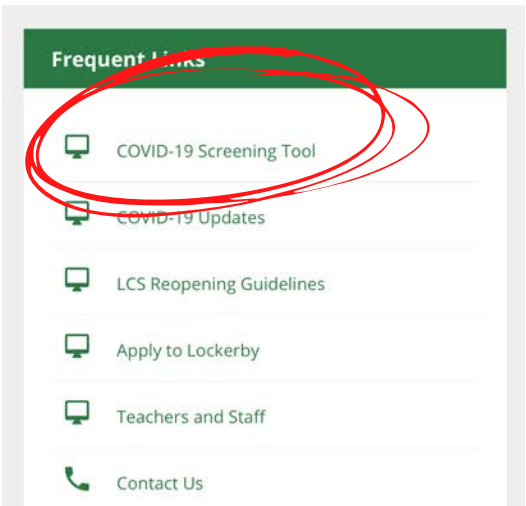 Frequent Links
COVID-19 Screening Tool
COVID-19 Updates
LCS Reopening Guidelines
Apply to Lockerby
Teachers and Staff
Contact Us